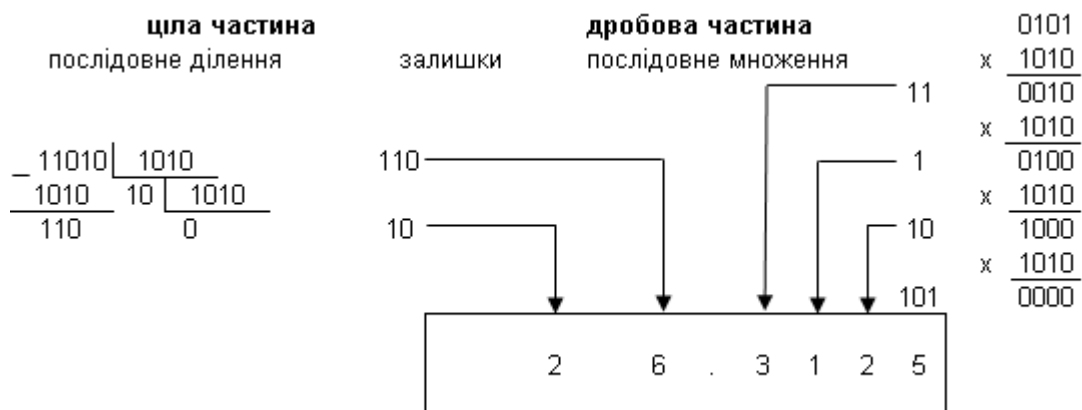 ціла частина дробова частина 0101
послідовне ділення залишки послідовне множення x 1010
11 0010
x 1010
_ 11010 1010 110 1 0100
1010 10 1010 x 1010
110 0 10 10 1000
x 1010
101 0000
2 6 . 3 1 2 5